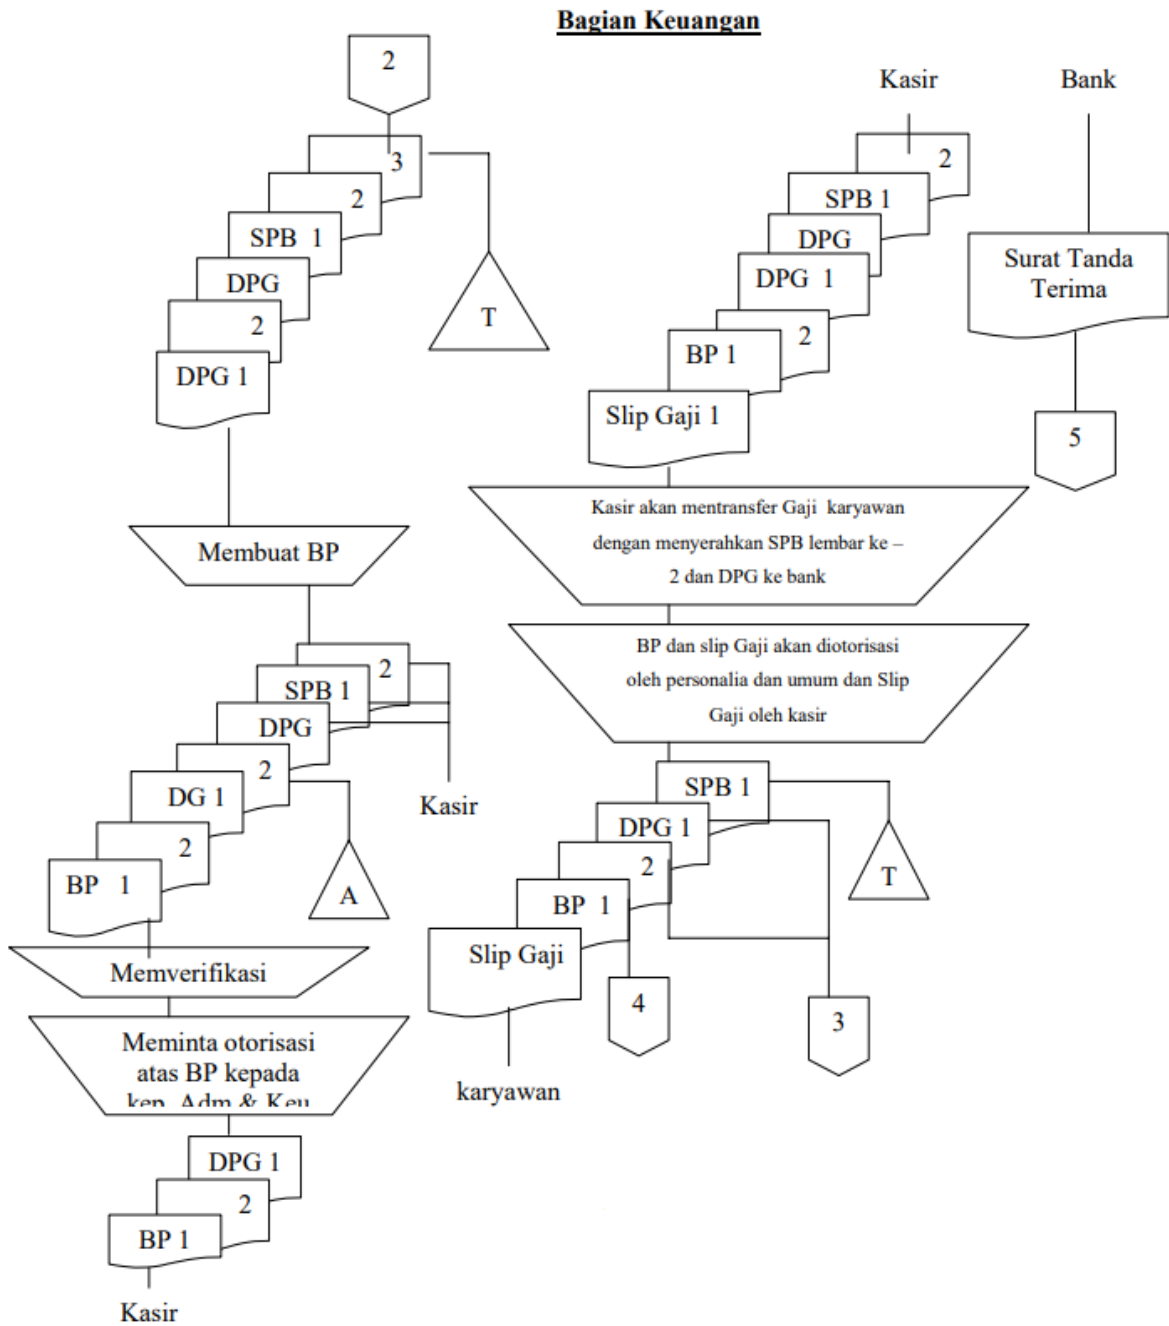 Bagian Keuangan
2
3
2
SPB 1
DPG
2
DPG 1
T
Membuat BP
2
SPB 1
DPG
2
DG 1
2
BP 1
Kasir
A
Memverifikasi
Meminta otorisasi
atas BP kepada
kep. Adm & Keu
DPG 1
2
BP 1
Kasir
Kasir
2
SPB 1
DPG
DPG 1
2
BP 1
Slip Gaji 1
Kasir akan mentransfer Gaji karyawan
dengan menyerahkan SPB lembar ke –
2 dan DPG ke bank
BP dan slip Gaji akan diotorisasi
oleh personalia dan umum dan Slip
Gaji oleh kasir
SPB 1
DPG 1
2
BP 1
Slip Gaji
T
4
3
karyawan
Bank
Surat Tanda
Terima
5